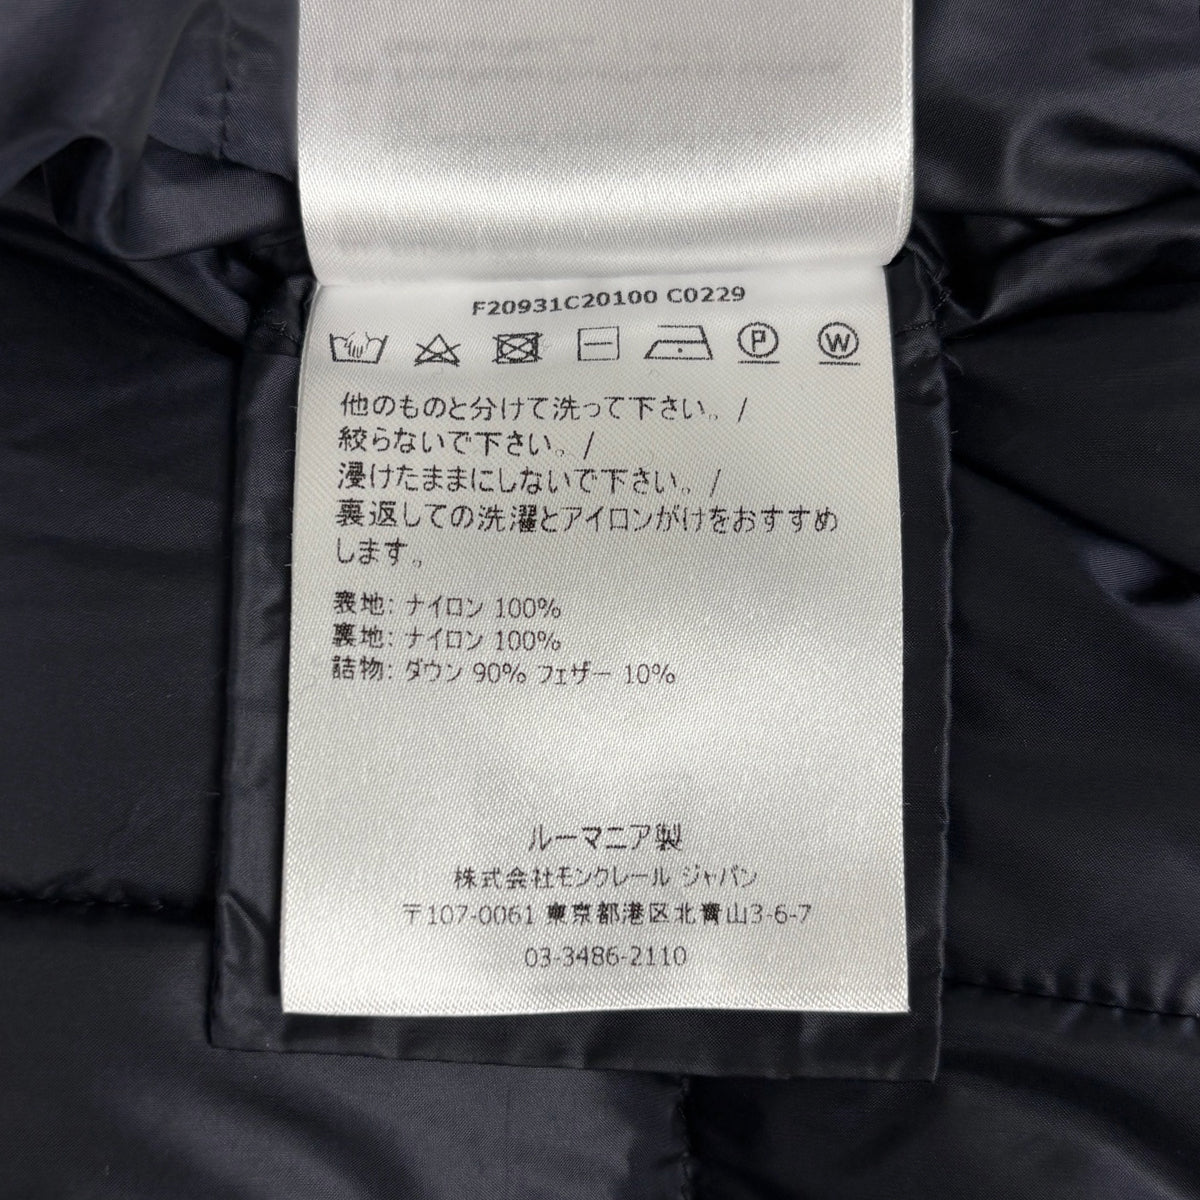 F20931C20100 C0229
P W
他のものと分けて洗って下さい。/
絞らないで下さい。/
浸けたままにしないで下さい。/
裏返しての洗濯とアイロンがけをおすすめ
します。
表地: ナイロン 100%
裏地: ナイロン 100%
詰物: ダウン 90% フェザー 10%
ルーマニア製
株式会社モンクレール ジャパン
〒107-0061 東京都港区北青山3-6-7
03-3486-2110